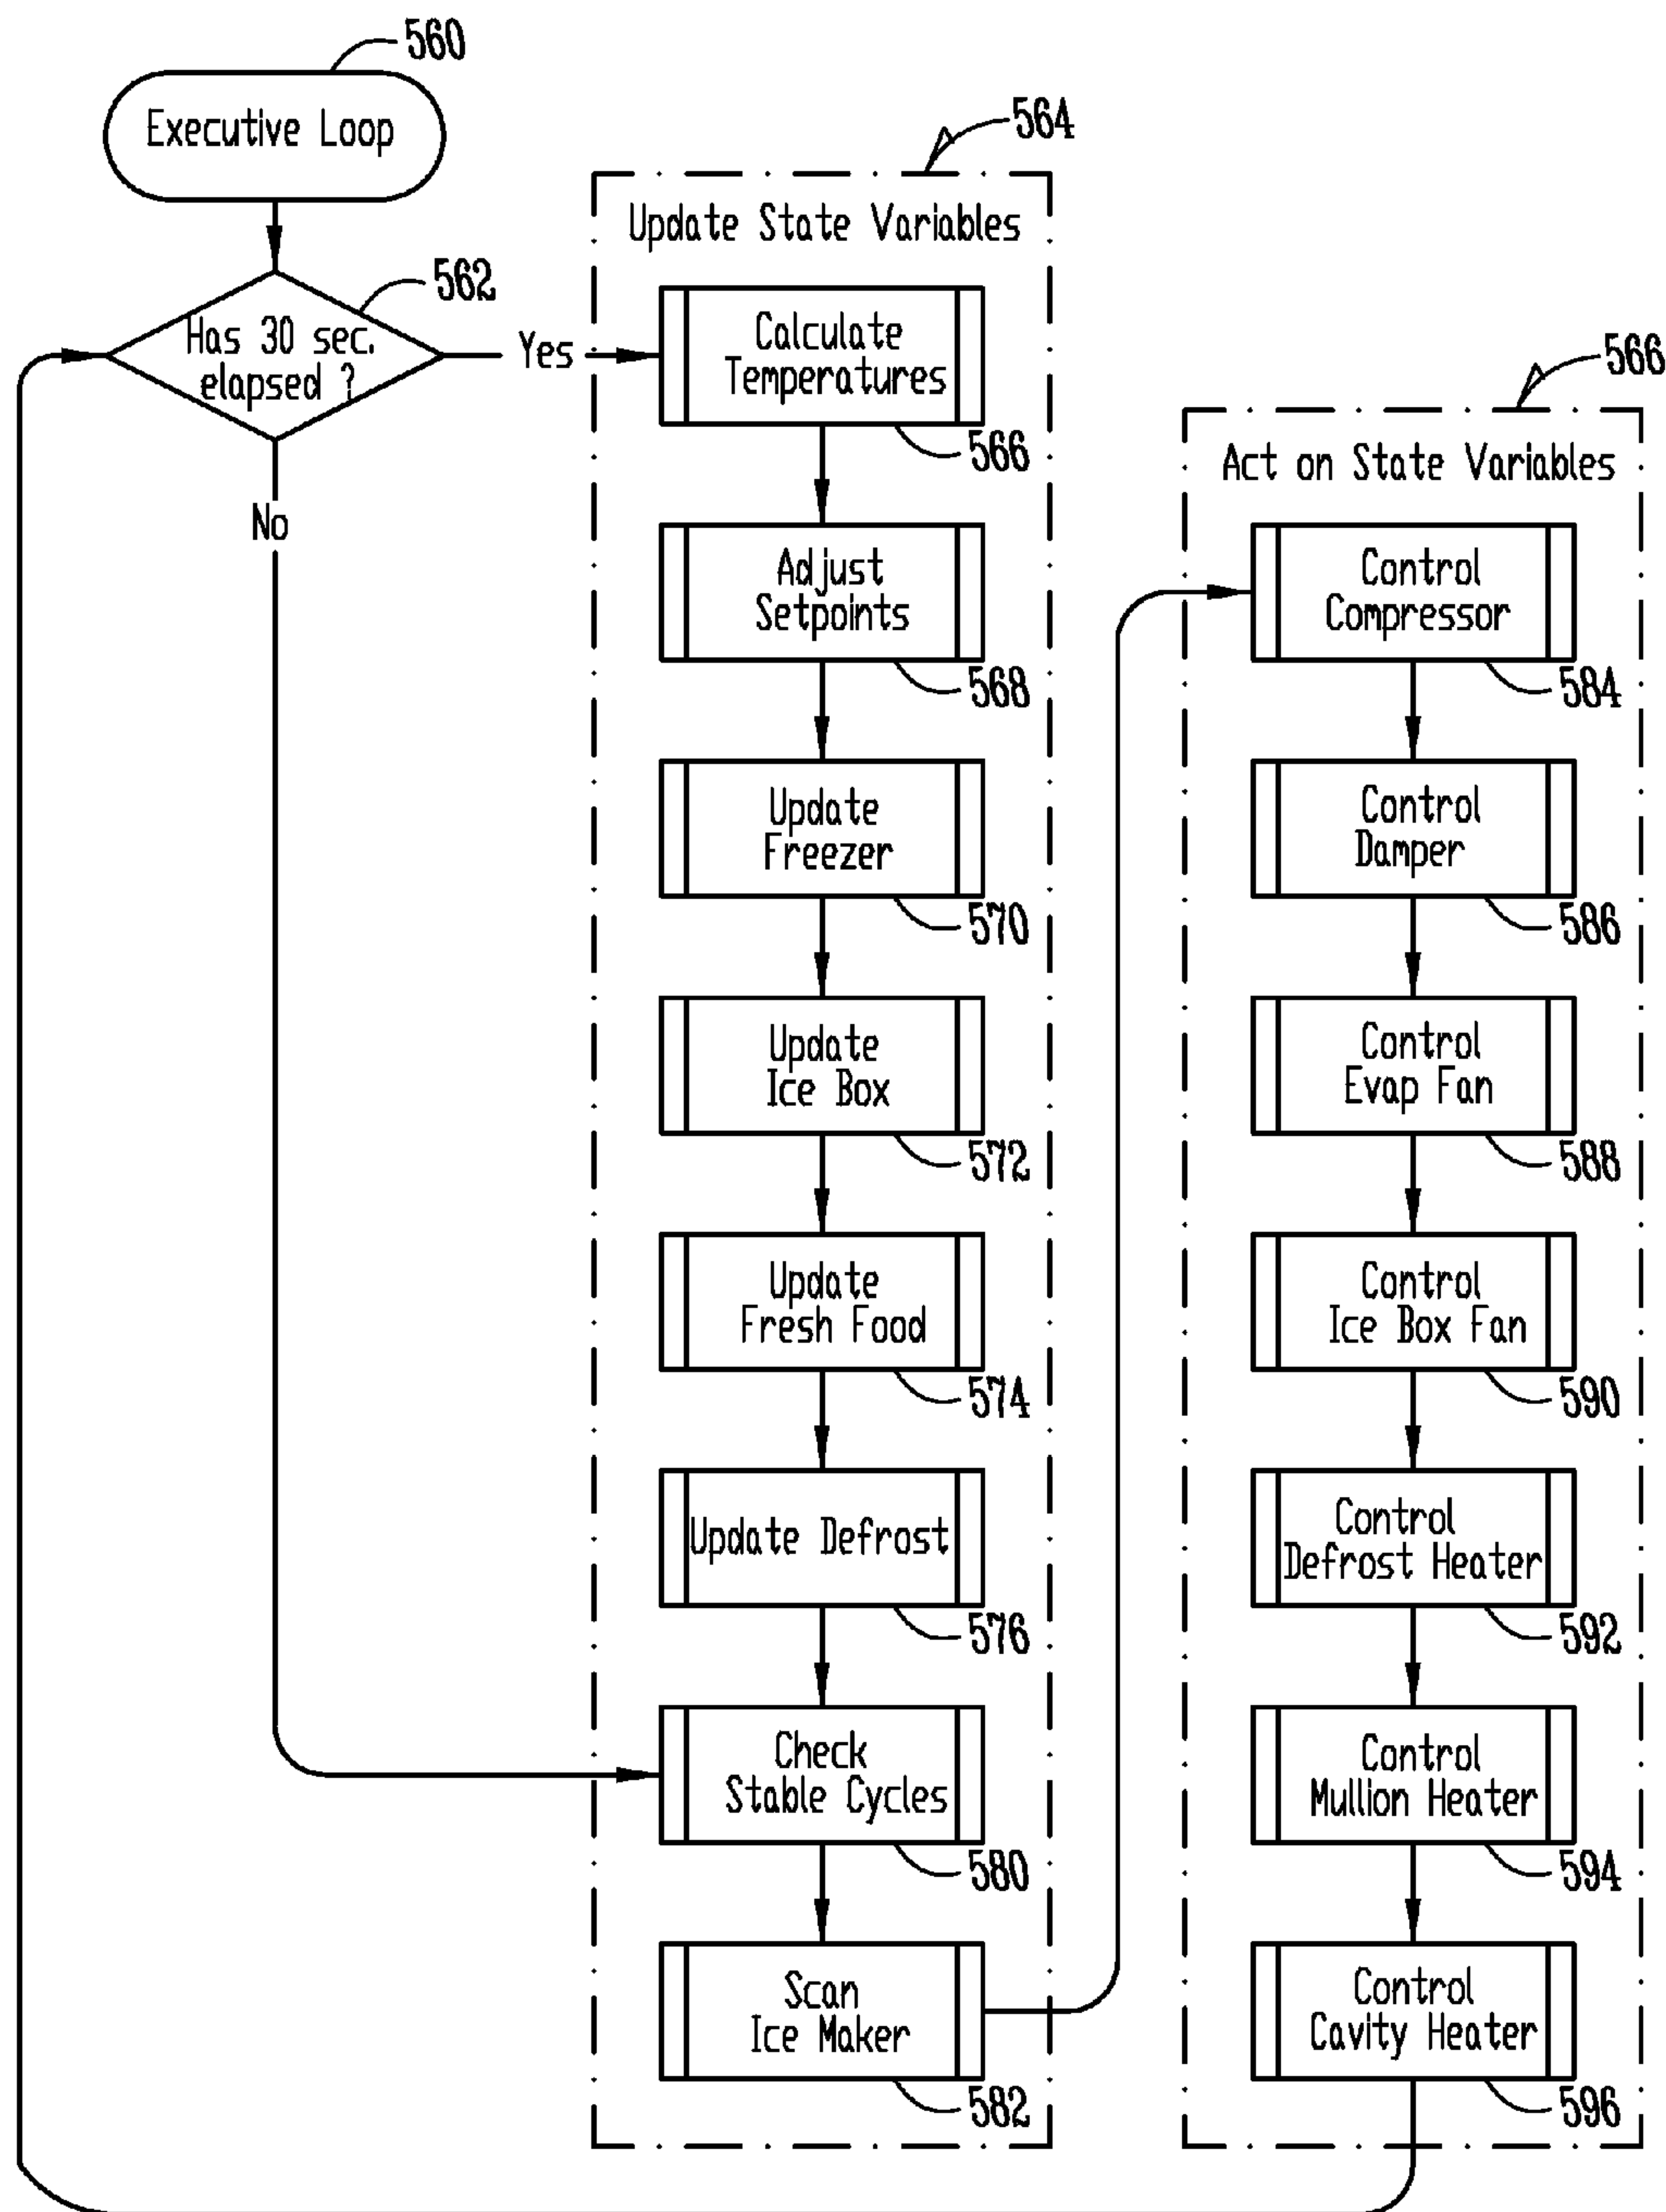 560
Executive Loop
562
Has 30 sec.
elapsed ?
Yes
No
564
Update State Variables
Calculate
Temperatures
566
Adjust
Setpoints
568
Update
Freezer
570
Update
Ice Box
572
Update
Fresh Food
574
Update Defrost
576
Check
Stable Cycles
580
Scan
Ice Maker
582
566
Act on State Variables
Control
Compressor
584
Control
Damper
586
Control
Evap Fan
588
Control
Ice Box Fan
590
Control
Defrost Heater
592
Control
Mullion Heater
594
Control
Cavity Heater
596